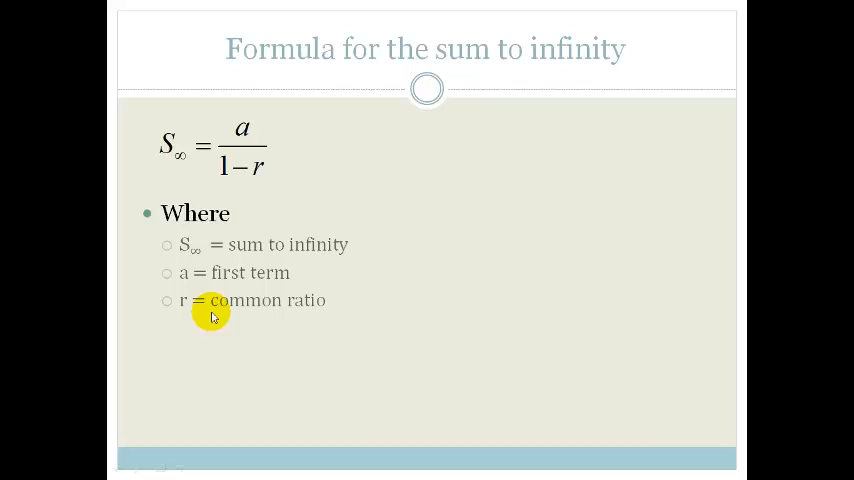 Formula for the sum to infinity
S∞ = a / 1 − r
Where
S∞ = sum to infinity
a = first term
r = common ratio